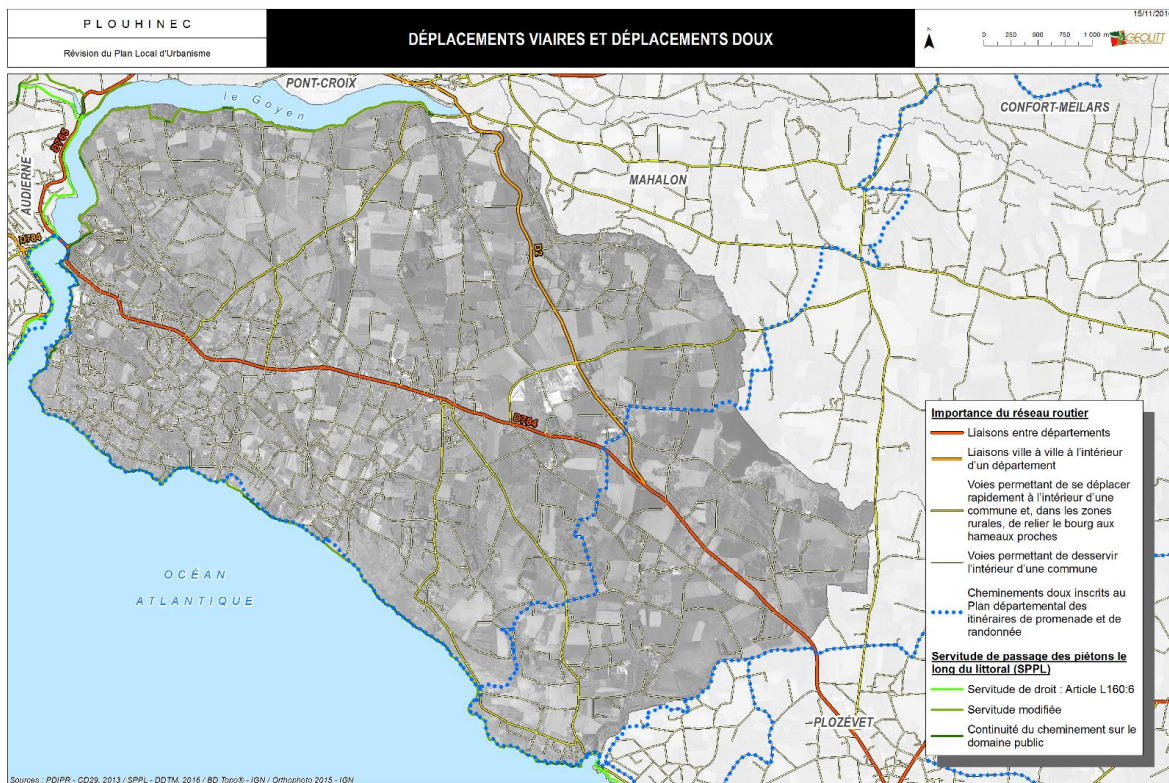 PLOUHINEC
Révision du Plan Local d'Urbanisme
DÉPLACEMENTS VIAIRES ET DÉPLACEMENTS DOUX
N
0 250 500 750 1 000 m
GEOLITT
PONT-CROIX
le Goyen
CONFORT-MEILARS
AUDIERNE
MAHALON
D784
D2
D784
OCÉAN
ATLANTIQUE
PLOZÉVET
Importance du réseau routier
Liaisons entre départements
Liaisons ville à ville à l'intérieur
d'un département
Voies permettant de se déplacer
rapidement à l'intérieur d'une
commune et, dans les zones
rurales, de relier le bourg aux
hameaux proches
Voies permettant de desservir
l'intérieur d'une commune
Cheminements doux inscrits au
Plan départemental des
itinéraires de promenade et de
randonnée
Servitude de passage des piétons le
long du littoral (SPPL)
Servitude de droit : Article L160:6
Servitude modifiée
Continuité du cheminement sur le
domaine public
Sources : PDIPR - CD29, 2013 / SPPL - DDTM, 2016 / BD Topo® - IGN / Orthophoto 2015 - IGN